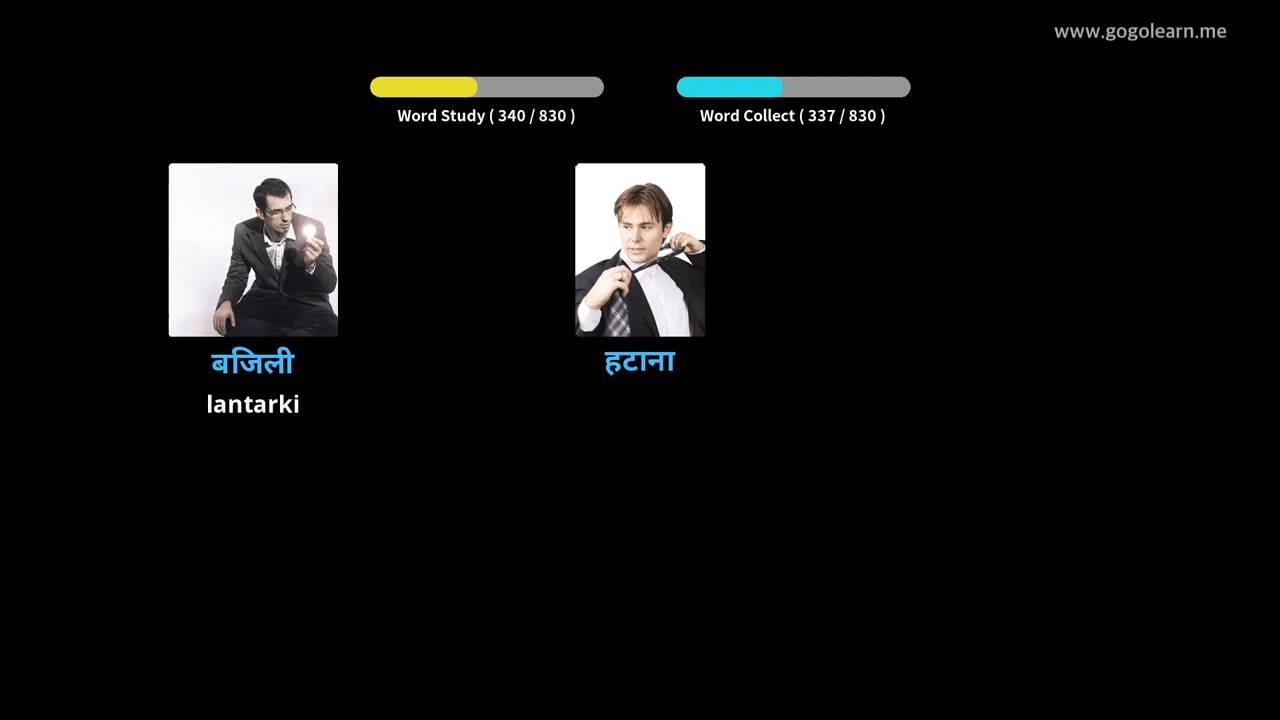 www.gogolearn.me
Word Study ( 340 / 830 )
Word Collect ( 337 / 830 )
बजिली
हटाना
lantarki